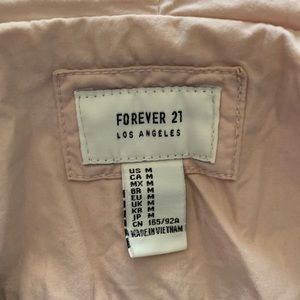 FOREVER 21
LOS ANGELES
US M
CA M
MX M
BR M
EU M
UK M
KR M
JP M
CN 165/92A
MADE IN VIETNAM